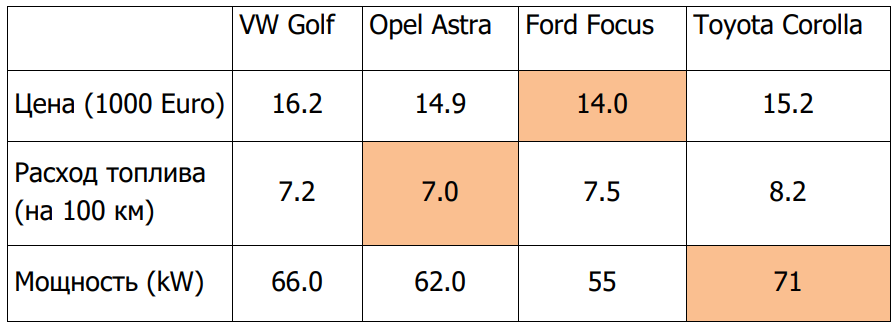 VW Golf Opel Astra Ford Focus Toyota Corolla
Цена (1000 Euro) 16.2 14.9 14.0 15.2
Расход топлива
(на 100 км) 7.2 7.0 7.5 8.2
Мощность (kW) 66.0 62.0 55 71